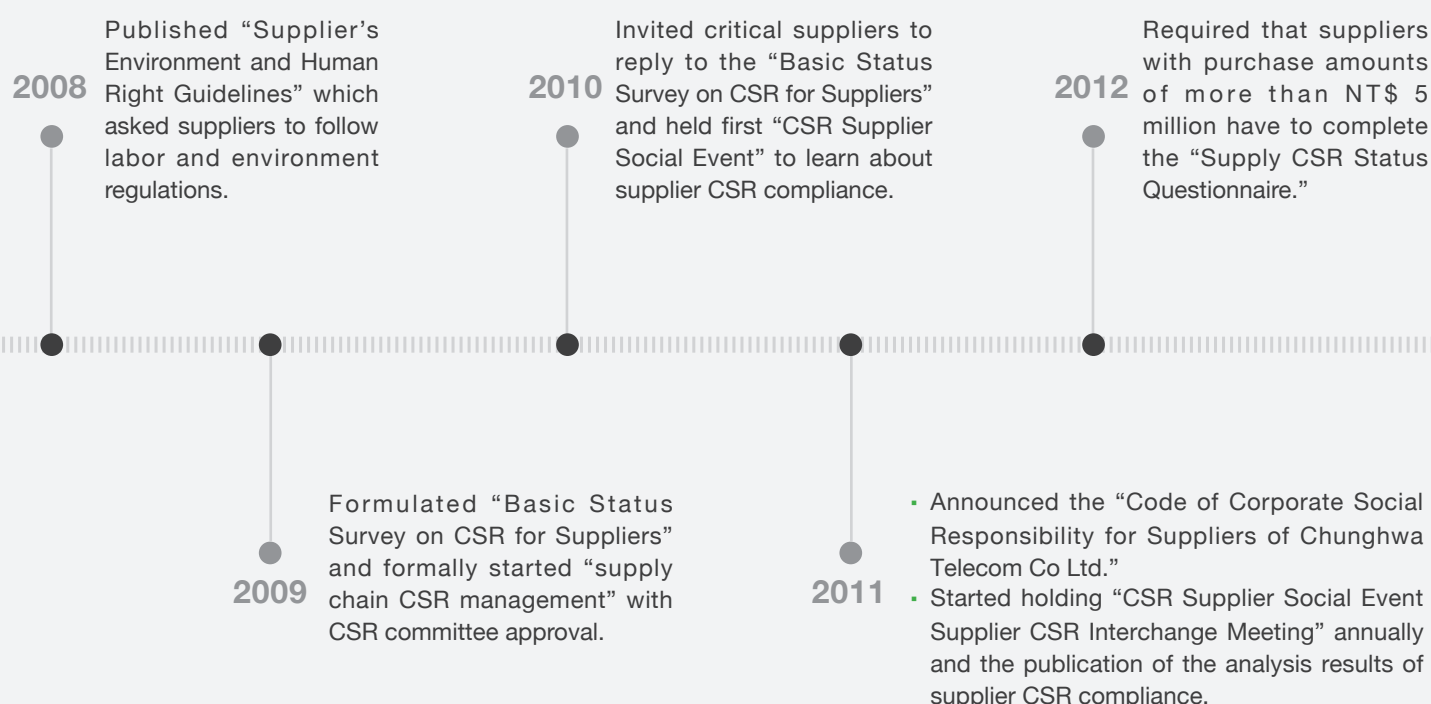 2008
Published “Supplier’s
Environment and Human
Right Guidelines” which
asked suppliers to follow
labor and environment
regulations.
2009
Formulated “Basic Status
Survey on CSR for Suppliers”
and formally started “supply
chain CSR management” with
CSR committee approval.
2010
Invited critical suppliers to
reply to the “Basic Status
Survey on CSR for Suppliers”
and held first “CSR Supplier
Social Event” to learn about
supplier CSR compliance.
2011
▪ Announced the “Code of Corporate Social
Responsibility for Suppliers of Chunghwa
Telecom Co Ltd.”
▪ Started holding “CSR Supplier Social Event
Supplier CSR Interchange Meeting” annually
and the publication of the analysis results of
supplier CSR compliance.
2012
Required that suppliers
with purchase amounts
of more than NT$ 5
million have to complete
the “Supply CSR Status
Questionnaire.”